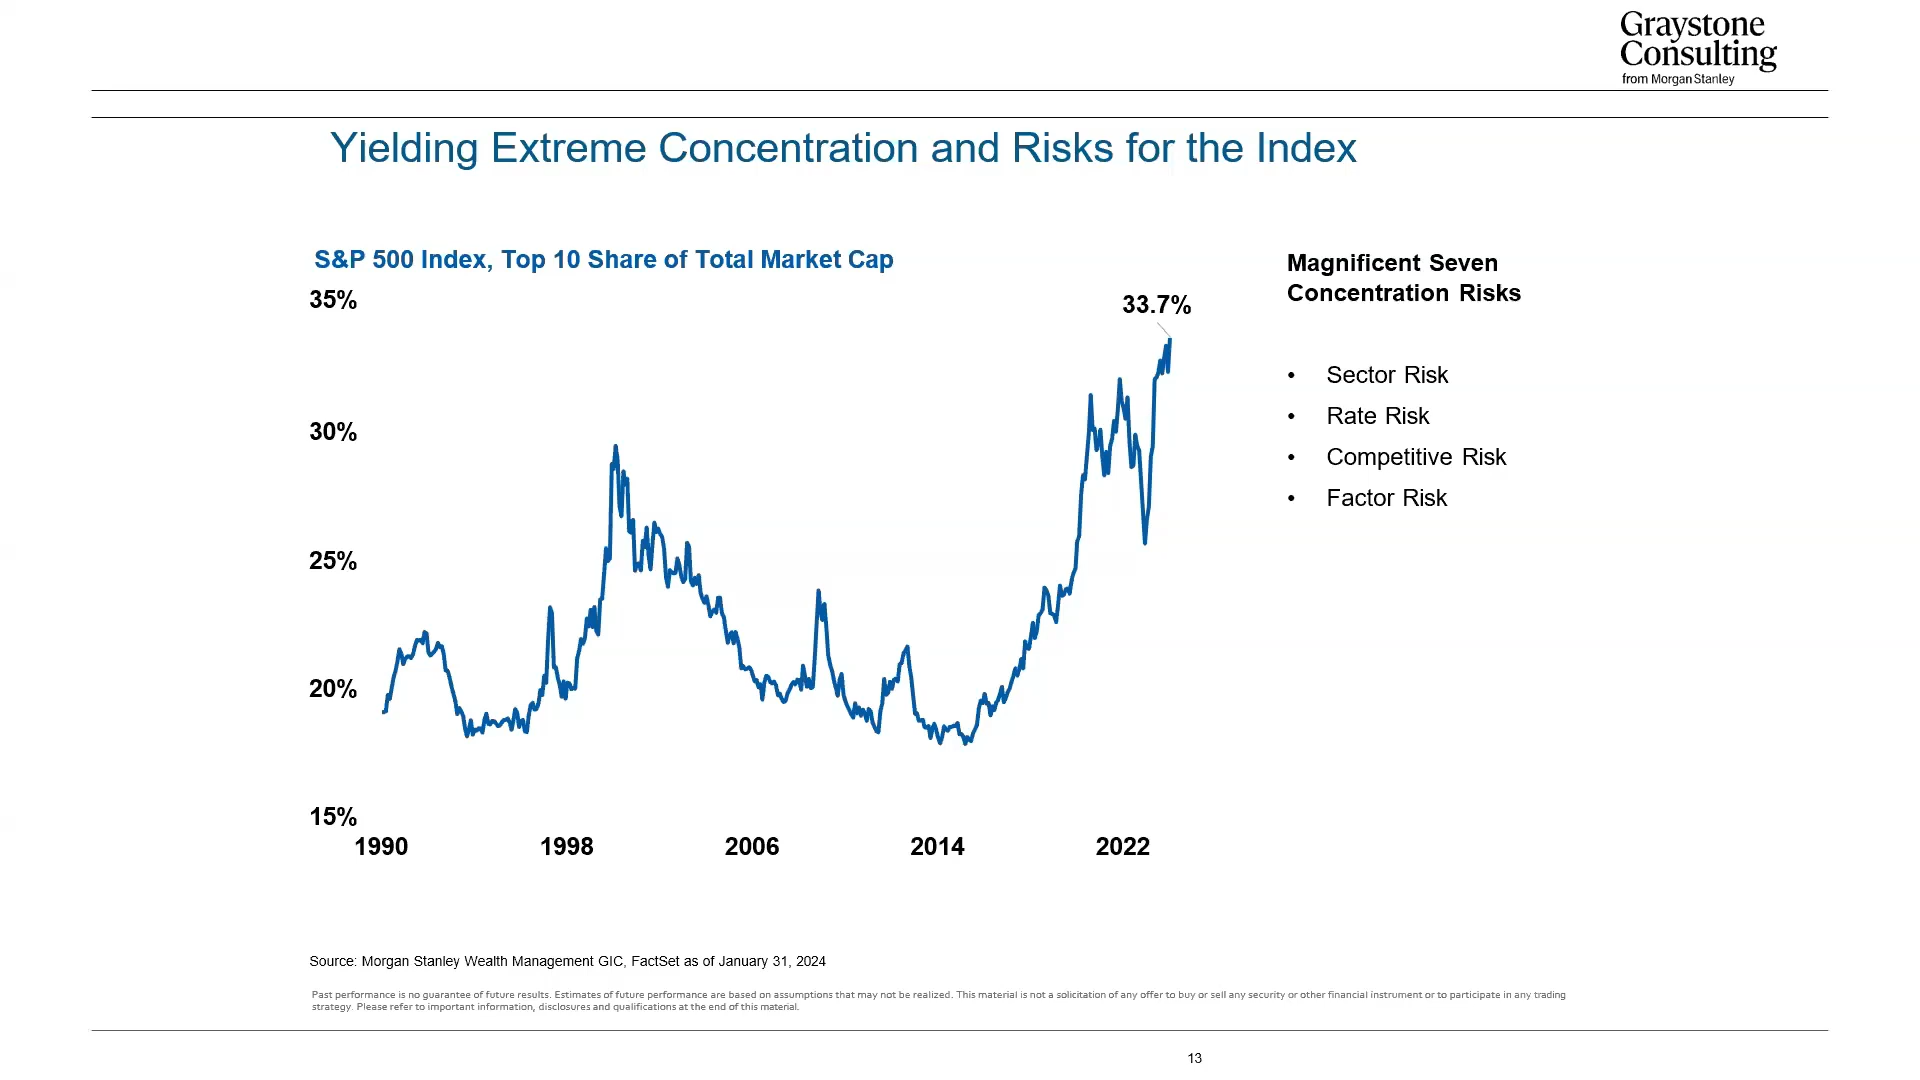 Graystone
Consulting
from Morgan Stanley
Yielding Extreme Concentration and Risks for the Index
S&P 500 Index, Top 10 Share of Total Market Cap
35%
33.7%
30%
25%
20%
15%
1990 1998 2006 2014 2022
Magnificent Seven
Concentration Risks
• Sector Risk
• Rate Risk
• Competitive Risk
• Factor Risk
Source: Morgan Stanley Wealth Management GIC, FactSet as of January 31, 2024
Past performance is no guarantee of future results. Estimates of future performance are based on assumptions that may not be realized. This material is not a solicitation of any offer to buy or sell any security or other financial instrument or to participate in any trading
strategy. Please refer to important information, disclosures and qualifications at the end of this material.
13